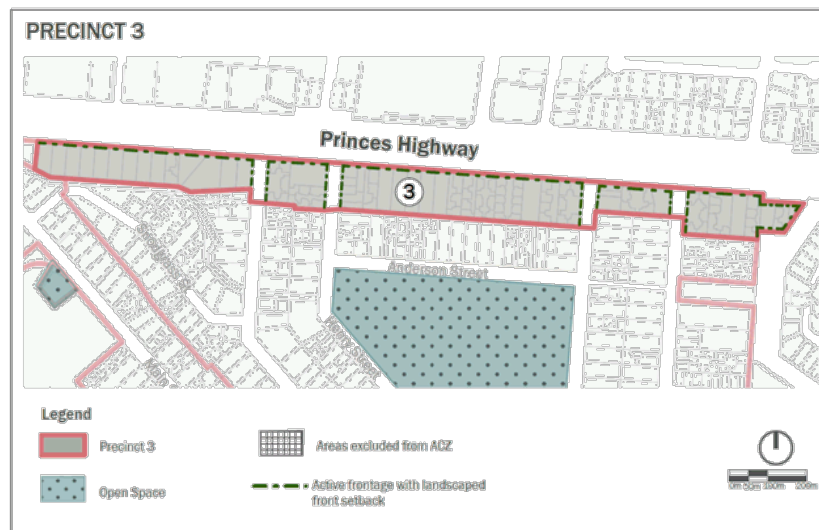 PRECINCT 3
Princes Highway
3
Anderson Street
Legend
Precinct 3
Areas excluded from ACZ
Open Space
Active frontage with landscaped
front setback
0m 50m 100m 200m